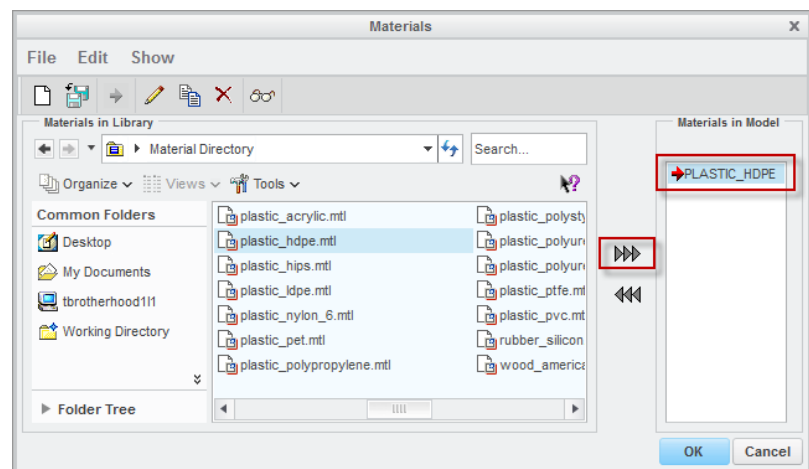 Materials
File Edit Show
Materials in Library
Material Directory
Search...
Organize Views Tools
Common Folders
Desktop
My Documents
tbrotherhood1l1
Working Directory
Folder Tree
plastic_acrylic.mtl
plastic_hdpe.mtl
plastic_hips.mtl
plastic_ldpe.mtl
plastic_nylon_6.mtl
plastic_pet.mtl
plastic_polypropylene.mtl
plastic_polysty
plastic_polyure
plastic_polyure
plastic_ptfe.mt
plastic_pvc.mt
rubber_silicon
wood_america
Materials in Model
PLASTIC_HDPE
OK Cancel